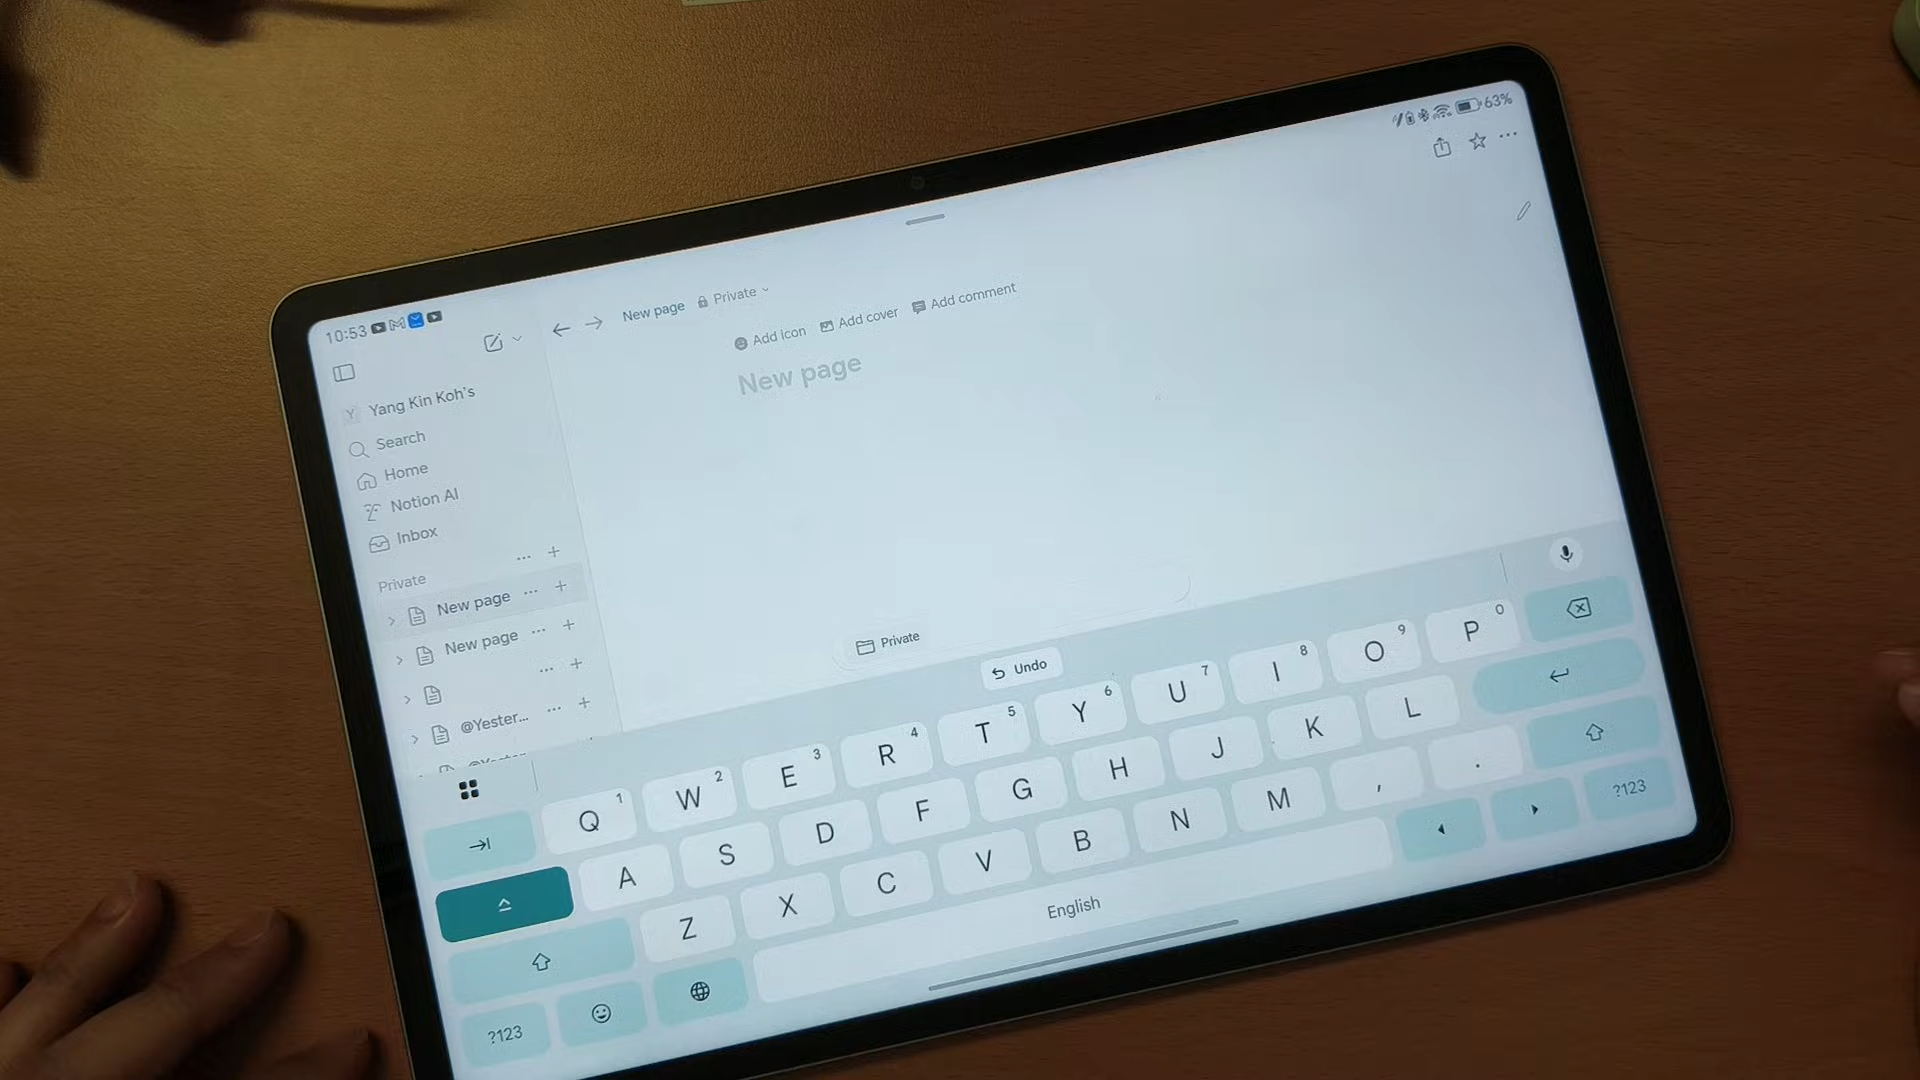 10:53
63%
New page Private
Add icon Add cover Add comment
New page
Yang Kin Koh's
Search
Home
Notion AI
Inbox
Private
New page
New page
@Yester...
Private
Undo
Q 1 W 2 E 3 R 4 T 5 Y 6 U 7 I 8 O 9 P 0
A S D F G H J K L
Z X C V B N M , .
?123 English ?123